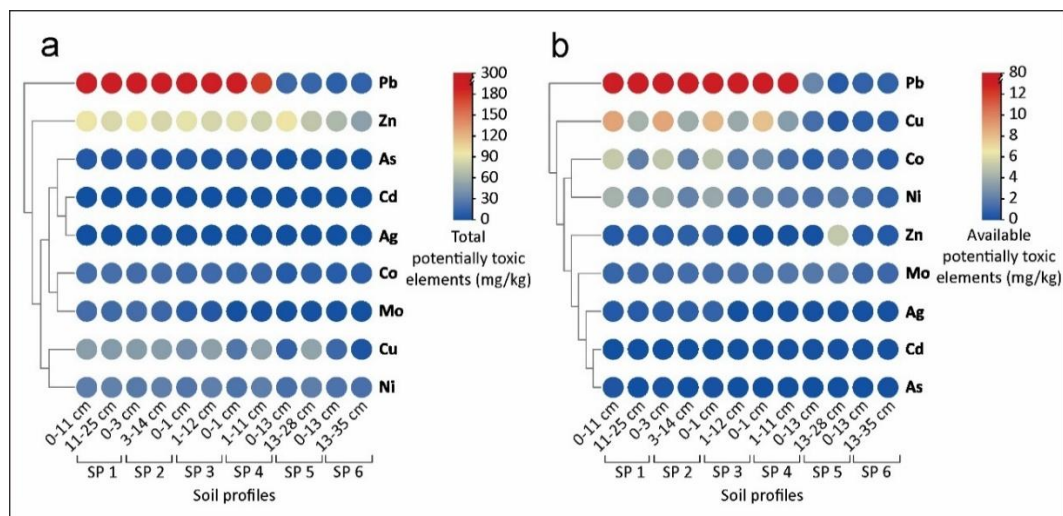 a
Pb
Zn
As
Cd
Ag
Co
Mo
Cu
Ni
300
180
150
120
90
60
30
0
Total
potentially toxic
elements (mg/kg)
0-11 cm
11-25 cm
0-3 cm
3-14 cm
0-1 cm
1-12 cm
0-1 cm
1-11 cm
0-13 cm
13-28 cm
0-13 cm
13-35 cm
SP 1 SP 2 SP 3 SP 4 SP 5 SP 6
Soil profiles
b
Pb
Cu
Co
Ni
Zn
Mo
Ag
Cd
As
80
12
10
8
6
4
2
0
Available
potentially toxic
elements (mg/kg)
0-11 cm
11-25 cm
0-3 cm
3-14 cm
0-1 cm
1-12 cm
0-1 cm
1-11 cm
0-13 cm
13-28 cm
0-13 cm
13-35 cm
SP 1 SP 2 SP 3 SP 4 SP 5 SP 6
Soil profiles